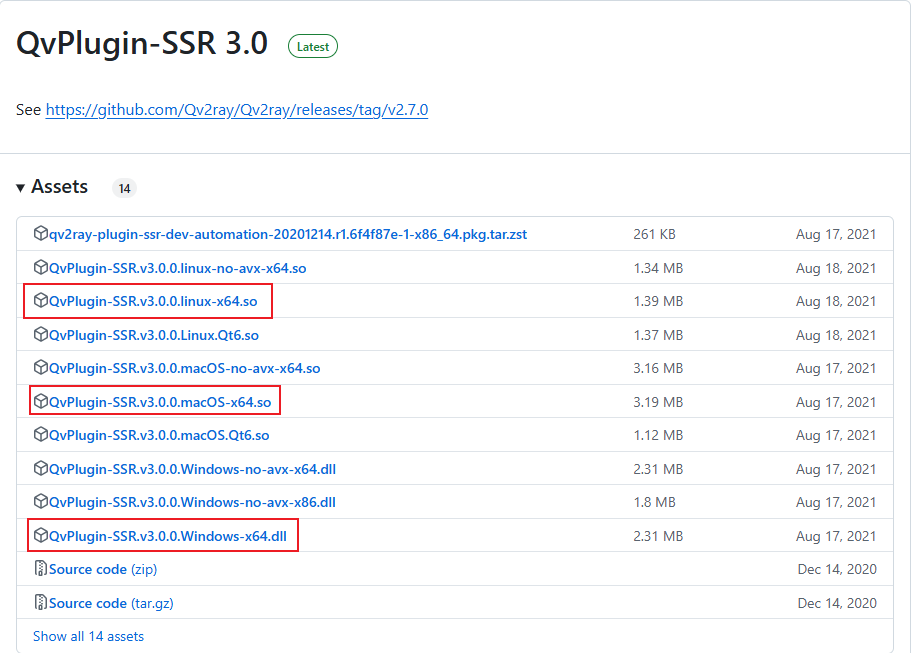 QvPlugin-SSR 3.0 Latest
See https://github.com/Qv2ray/Qv2ray/releases/tag/v2.7.0
▾ Assets 14
qv2ray-plugin-ssr-dev-automation-20201214.r1.6f4f87e-1-x86_64.pkg.tar.zst 261 KB Aug 17, 2021
QvPlugin-SSR.v3.0.0.linux-no-avx-x64.so 1.34 MB Aug 18, 2021
QvPlugin-SSR.v3.0.0.linux-x64.so 1.39 MB Aug 18, 2021
QvPlugin-SSR.v3.0.0.Linux.Qt6.so 1.37 MB Aug 18, 2021
QvPlugin-SSR.v3.0.0.macOS-no-avx-x64.so 3.16 MB Aug 17, 2021
QvPlugin-SSR.v3.0.0.macOS-x64.so 3.19 MB Aug 17, 2021
QvPlugin-SSR.v3.0.0.macOS.Qt6.so 1.12 MB Aug 17, 2021
QvPlugin-SSR.v3.0.0.Windows-no-avx-x64.dll 2.31 MB Aug 17, 2021
QvPlugin-SSR.v3.0.0.Windows-no-avx-x86.dll 1.8 MB Aug 17, 2021
QvPlugin-SSR.v3.0.0.Windows-x64.dll 2.31 MB Aug 17, 2021
Source code (zip) Dec 14, 2020
Source code (tar.gz) Dec 14, 2020
Show all 14 assets